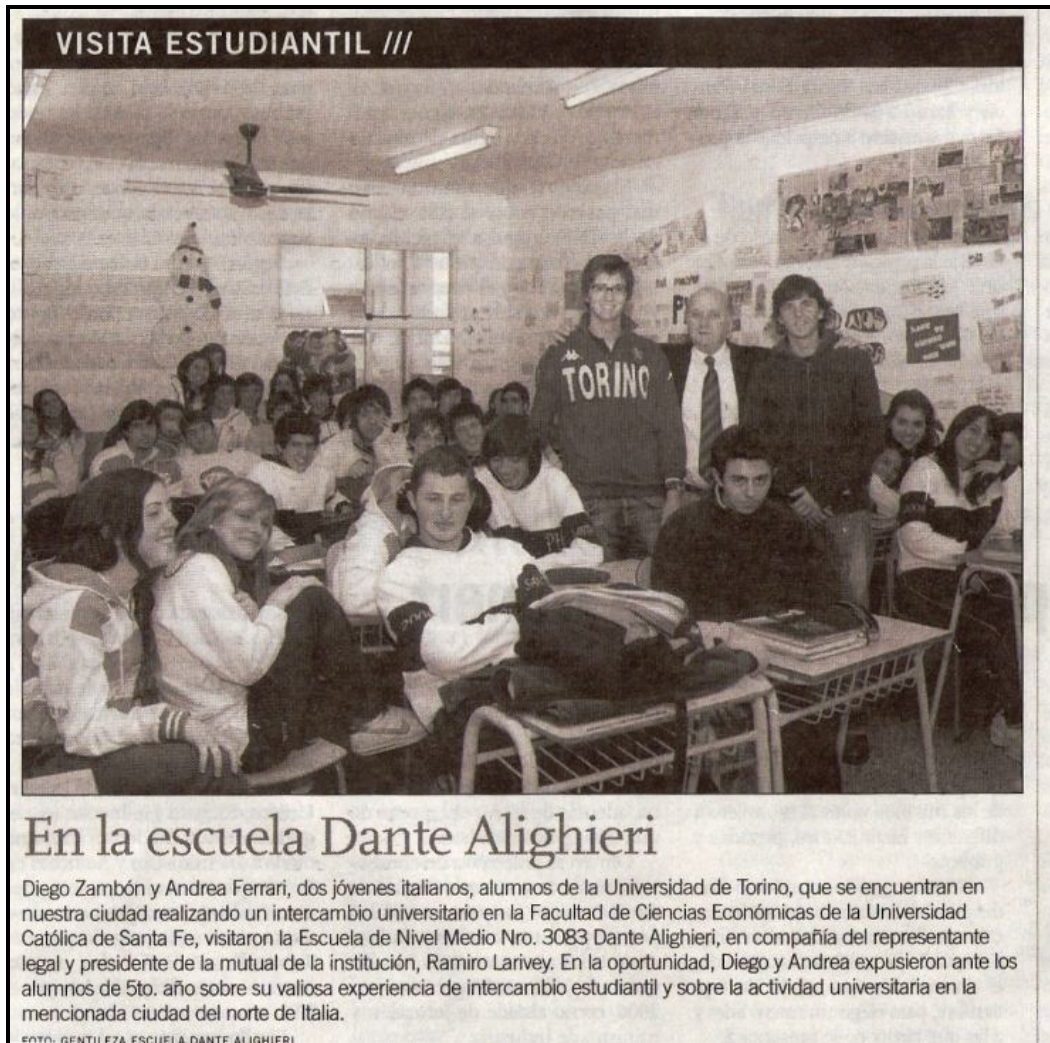 VISITA ESTUDIANTIL ///
TORINO
En la escuela Dante Alighieri
Diego Zambón y Andrea Ferrari, dos jóvenes italianos, alumnos de la Universidad de Torino, que se encuentran en
nuestra ciudad realizando un intercambio universitario en la Facultad de Ciencias Económicas de la Universidad
Católica de Santa Fe, visitaron la Escuela de Nivel Medio Nro. 3083 Dante Alighieri, en compañía del representante
legal y presidente de la mutual de la institución, Ramiro Larivey. En la oportunidad, Diego y Andrea expusieron ante los
alumnos de 5to. año sobre su valiosa experiencia de intercambio estudiantil y sobre la actividad universitaria en la
mencionada ciudad del norte de Italia.
FOTO: GENTILEZA ESCUELA DANTE ALIGHIERI